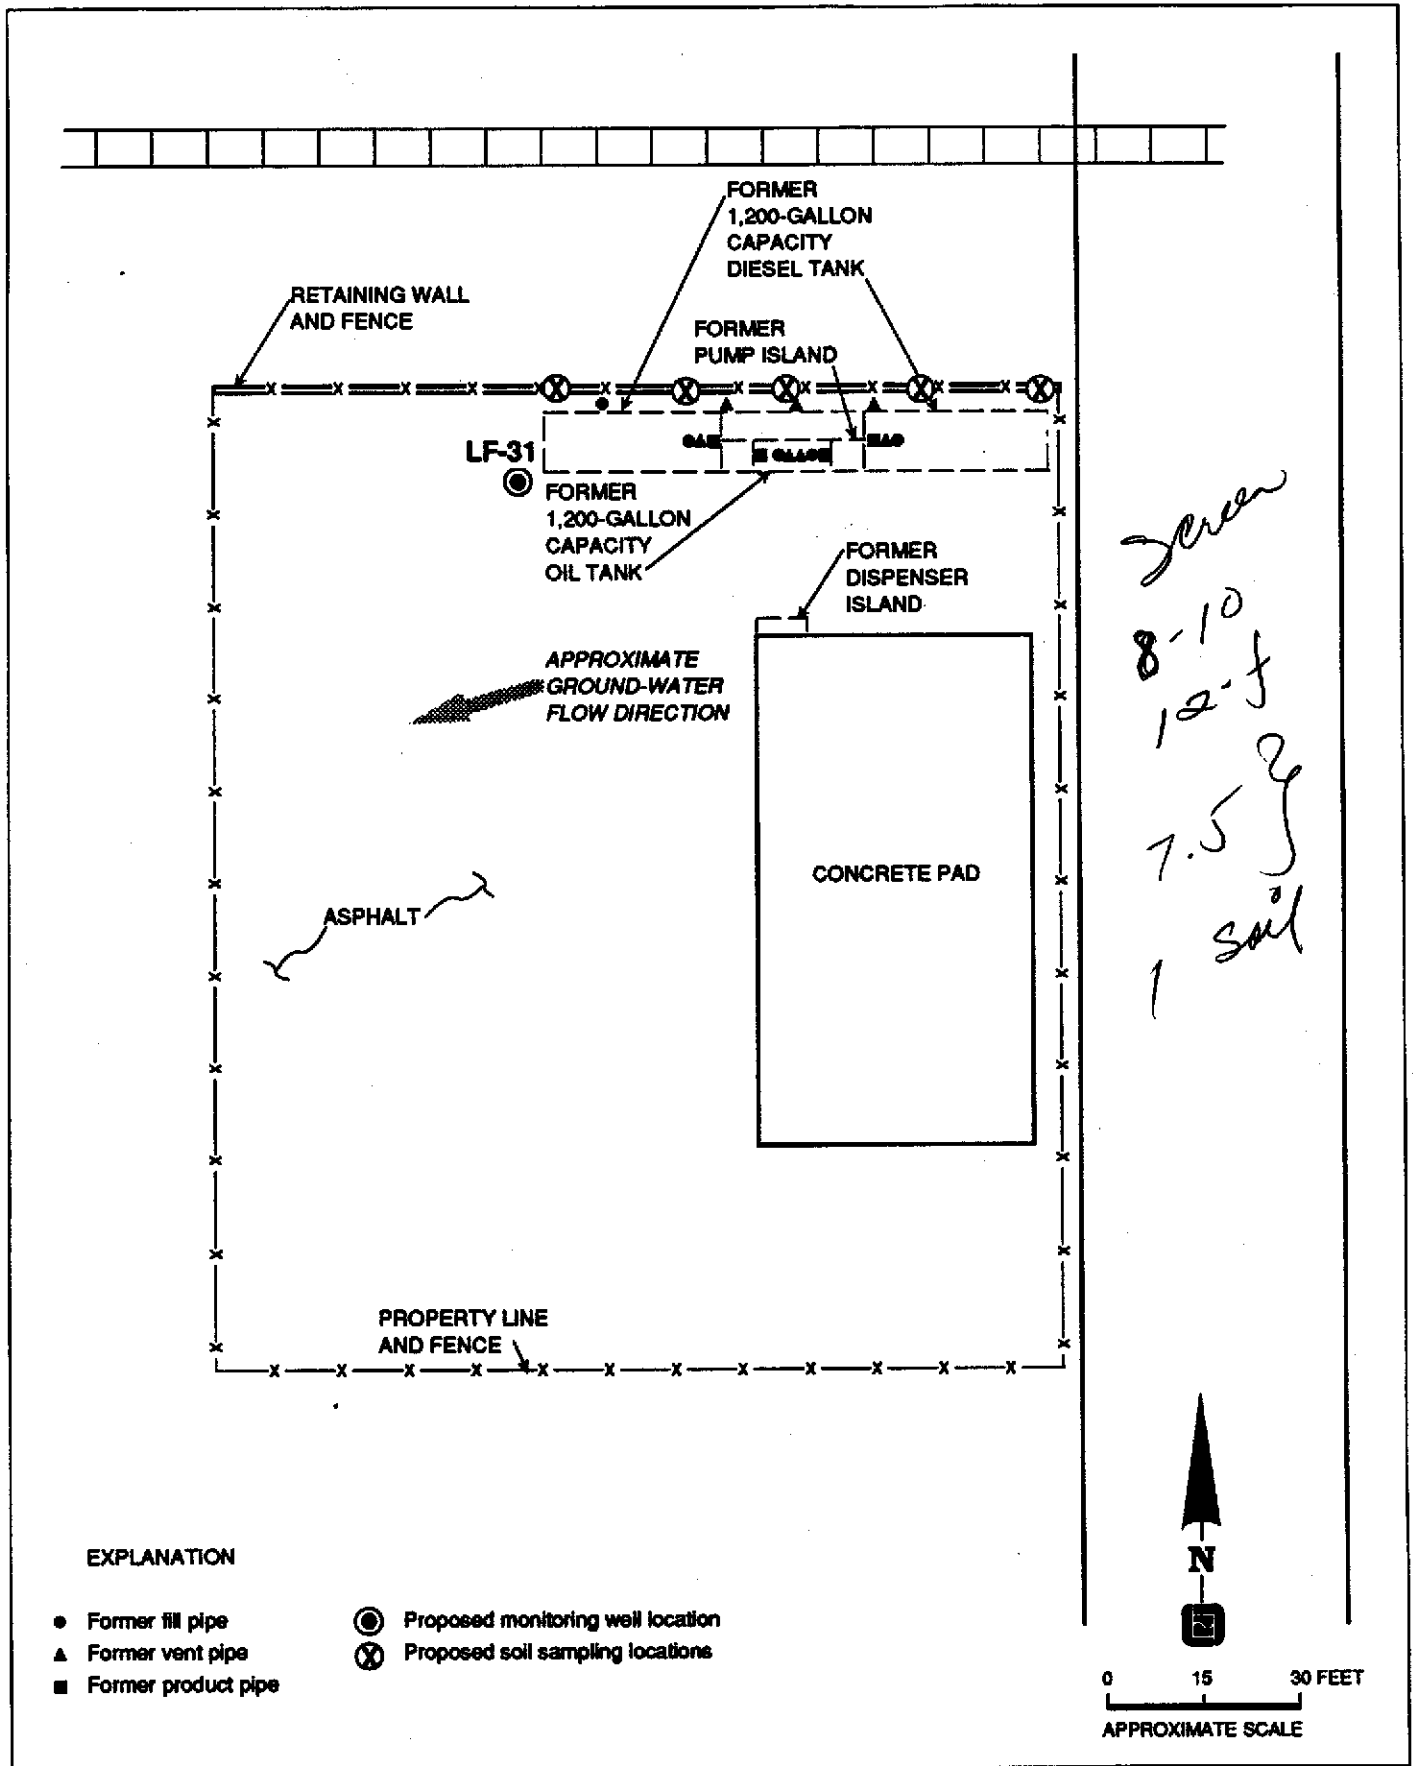 FORMER
1,200-GALLON
CAPACITY
DIESEL TANK
RETAINING WALL
AND FENCE
FORMER
PUMP ISLAND
LF-31
FORMER
1,200-GALLON
CAPACITY
OIL TANK
FORMER
DISPENSER
ISLAND
APPROXIMATE
GROUND-WATER
FLOW DIRECTION
Screen
8-10
7.5
1 soil
CONCRETE PAD
ASPHALT
PROPERTY LINE
AND FENCE
N
EXPLANATION
Former fill pipe
Former vent pipe
Former product pipe
Proposed monitoring well location
Proposed soil sampling locations
0 15 30 FEET
APPROXIMATE SCALE